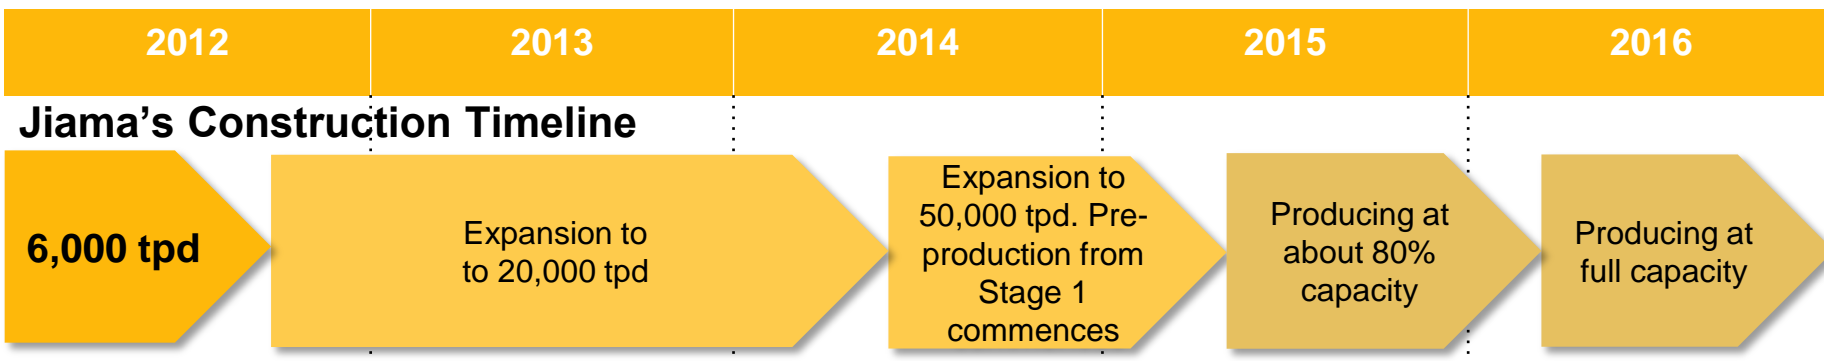 2012
2013
2014
2015
2016
Jiama’s Construction Timeline
6,000 tpd
Expansion to
to 20,000 tpd
Expansion to
50,000 tpd. Pre-
production from
Stage 1
commences
Producing at
about 80%
capacity
Producing at
full capacity